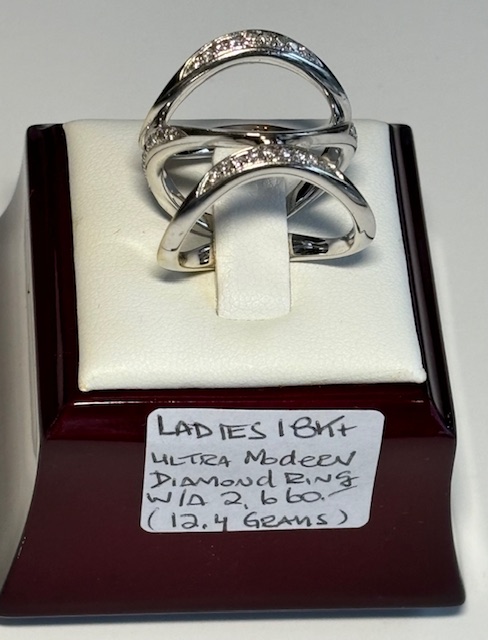 LADIES 18Kt
ULTRA MODERN
DIAMOND RING
W/A 2,660.-
(12.4 GRAMS)